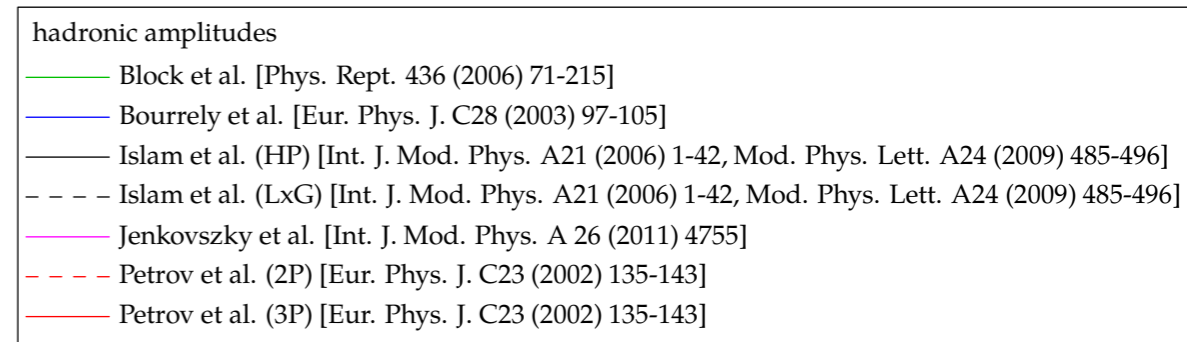 hadronic amplitudes
Block et al. [Phys. Rept. 436 (2006) 71-215]
Bourrely et al. [Eur. Phys. J. C28 (2003) 97-105]
Islam et al. (HP) [Int. J. Mod. Phys. A21 (2006) 1-42, Mod. Phys. Lett. A24 (2009) 485-496]
Islam et al. (LxG) [Int. J. Mod. Phys. A21 (2006) 1-42, Mod. Phys. Lett. A24 (2009) 485-496]
Jenkovszky et al. [Int. J. Mod. Phys. A 26 (2011) 4755]
Petrov et al. (2P) [Eur. Phys. J. C23 (2002) 135-143]
Petrov et al. (3P) [Eur. Phys. J. C23 (2002) 135-143]